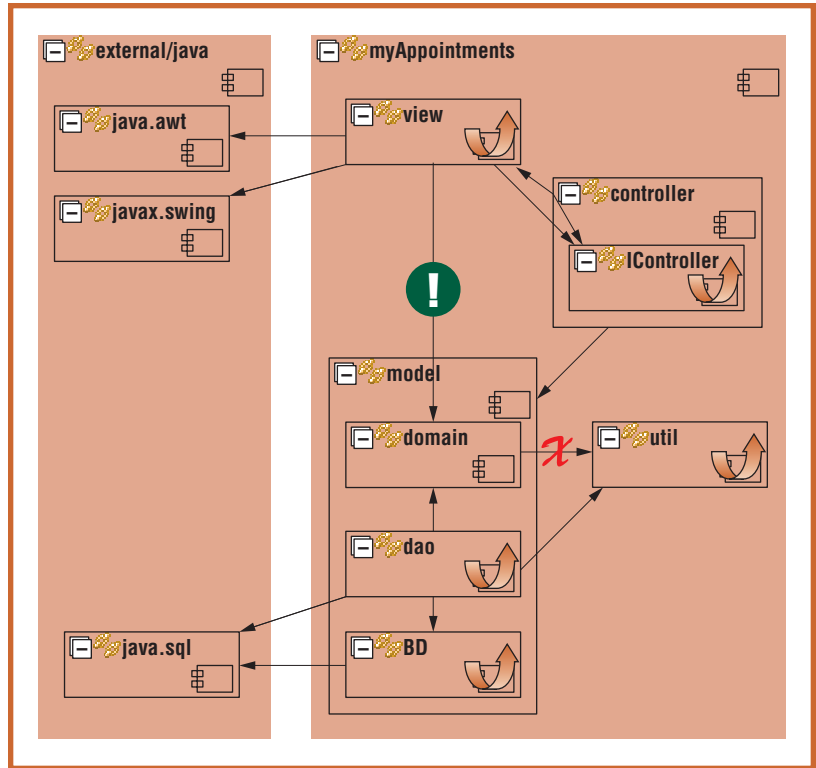 external/java
myAppointments
java.awt
view
javax.swing
controller
IController
!
model
domain
x
util
dao
java.sql
BD